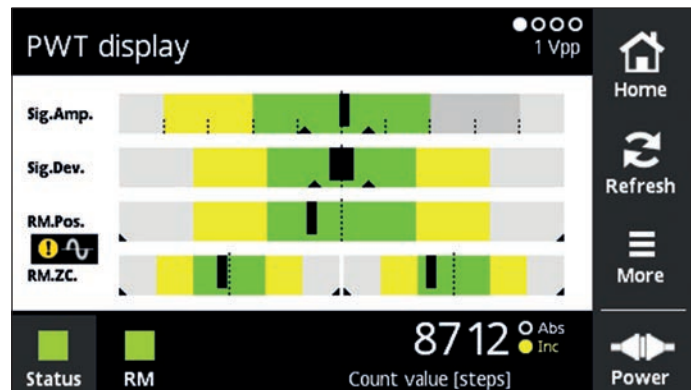 PWT display
1 Vpp
Home
Sig.Amp.
Sig.Dev.
Refresh
RM.Pos.
!
RM.ZC.
More
8712
Abs
Inc
Status
RM
Count value [steps]
Power